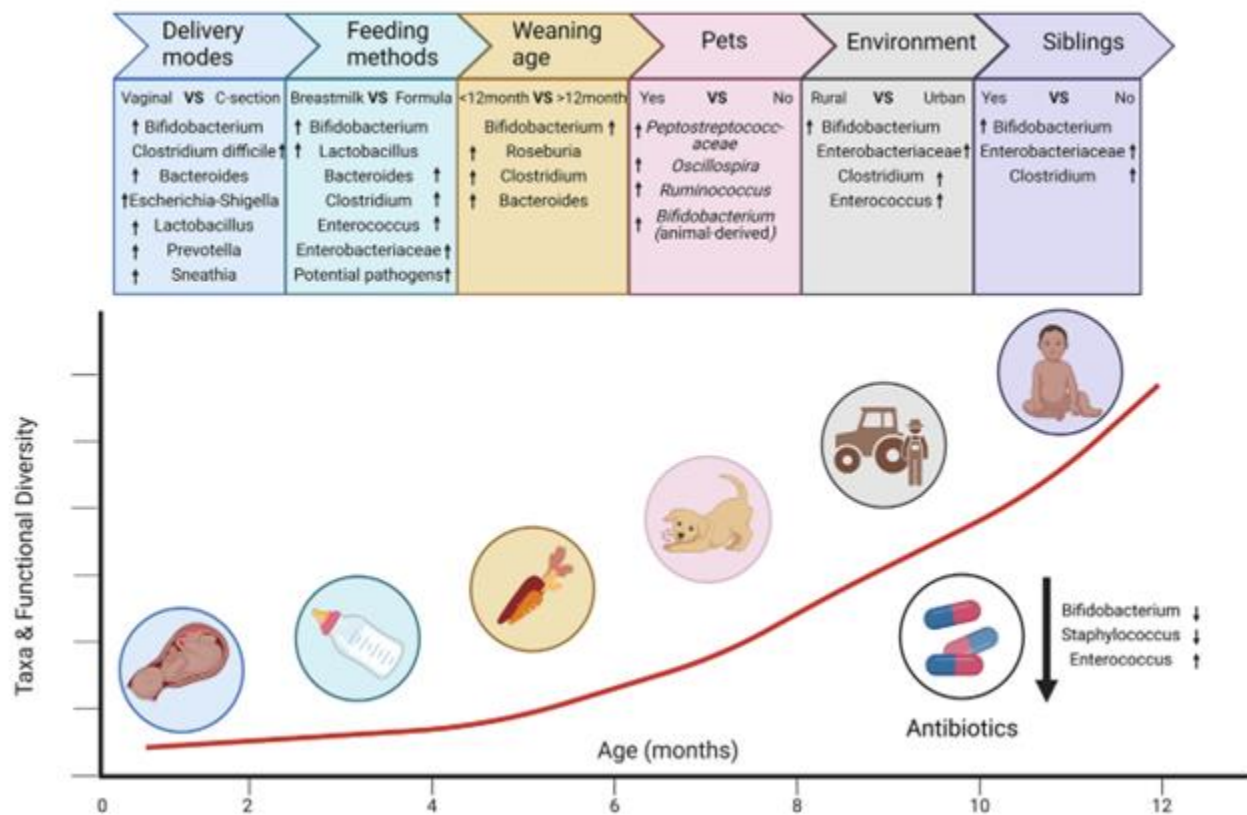 Delivery modes
Feeding methods
Weaning age
Pets
Environment
Siblings
Vaginal VS C-section
↑ Bifidobacterium
Clostridium difficile ↑
↑ Bacteroides
↑ Escherichia-Shigella
↑ Lactobacillus
↑ Prevotella
↑ Sneathia
Breastmilk VS Formula
↑ Bifidobacterium
↑ Lactobacillus
Bacteroides ↑
Clostridium ↑
Enterococcus ↑
Enterobacteriaceae ↑
Potential pathogens ↑
<12month VS >12month
Bifidobacterium ↑
↑ Roseburia
↑ Clostridium
↑ Bacteroides
Yes VS No
↑ Peptostreptococc-
aceae
↑ Oscillospira
↑ Ruminococcus
↑ Bifidobacterium
(animal-derived)
Rural VS Urban
↑ Bifidobacterium
Enterobacteriaceae ↑
Clostridium ↑
Enterococcus ↑
Yes VS No
↑ Bifidobacterium
Enterobacteriaceae ↑
Clostridium ↑
Taxa & Functional Diversity
Bifidobacterium ↓
Staphylococcus ↓
Enterococcus ↑
Antibiotics
Age (months)
0 2 4 6 8 10 12